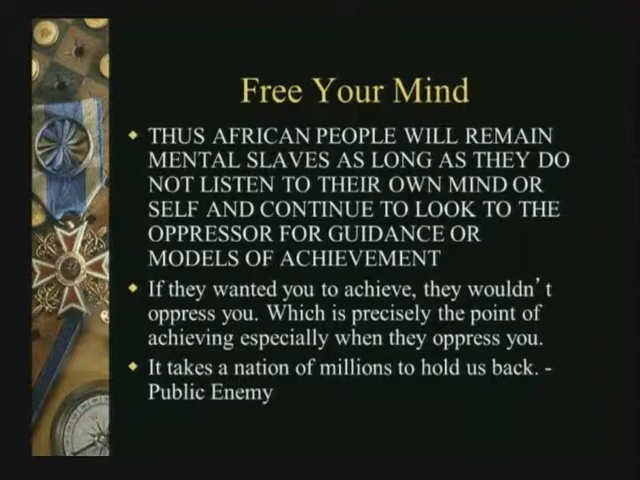 Free Your Mind
THUS AFRICAN PEOPLE WILL REMAIN
MENTAL SLAVES AS LONG AS THEY DO
NOT LISTEN TO THEIR OWN MIND OR
SELF AND CONTINUE TO LOOK TO THE
OPPRESSOR FOR GUIDANCE OR
MODELS OF ACHIEVEMENT
If they wanted you to achieve, they wouldn’t
oppress you. Which is precisely the point of
achieving especially when they oppress you.
It takes a nation of millions to hold us back. -
Public Enemy